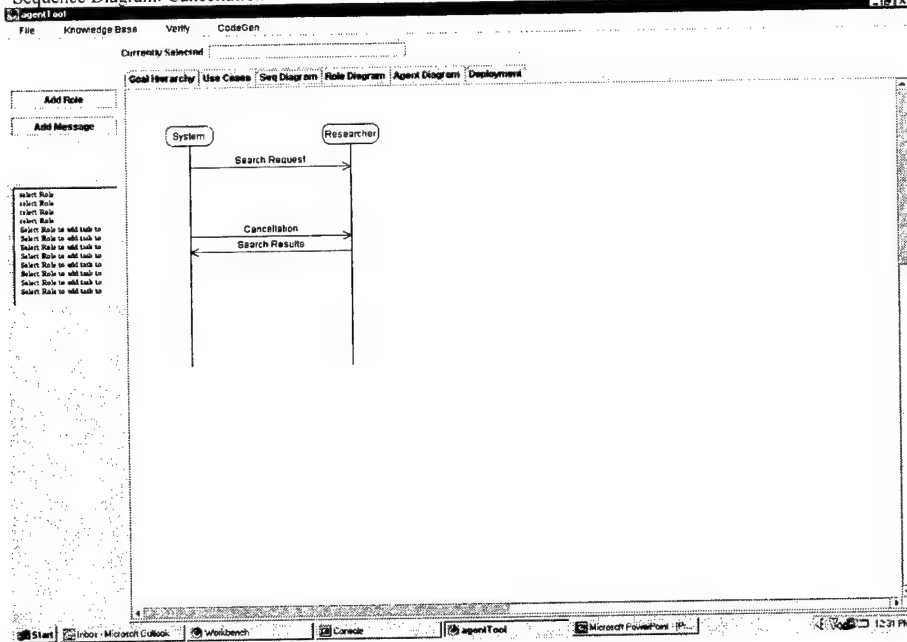 Sequence Diagram: Cancellation
agentTool
File Knowledge Base Verify CodeGen
Currently Selected
Goal Hierarchy Use Cases Seq Diagram Role Diagram Agent Diagram Deployment
Add Role
Add Message
System
Researcher
Search Request
Cancellation
Search Results
select Role
select Role
select Role
select Role
Select Role to add task to
Select Role to add task to
Select Role to add task to
Select Role to add task to
Select Role to add task to
Select Role to add task to
Select Role to add task to
Select Role to add task to
Start Inbox - Microsoft Outlook Workbench Console agentTool Microsoft PowerPoint - [P... 12:31 PM